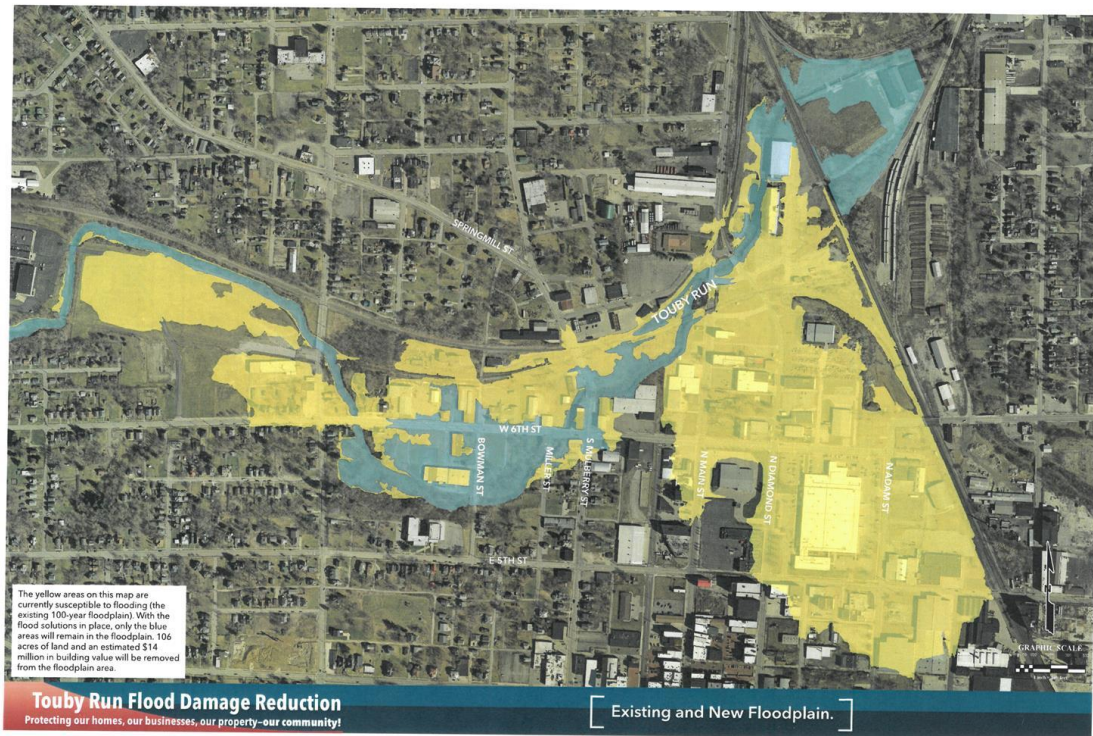 SPRINGMILL ST
TOUBY RUN
W 6TH ST
BOWMAN ST
MILLER ST
S MULBERRY ST
N MAIN ST
N DIAMOND ST
N ADAM ST
E 5TH ST
The yellow areas on this map are
currently susceptible to flooding (the
existing 100-year floodplain). With the
flood solutions in place, only the blue
areas will remain in the floodplain. 106
acres of land and an estimated $14
million in building value will be removed
from the floodplain area.
GRAPHIC SCALE
Touby Run Flood Damage Reduction
Protecting our homes, our businesses, our property–our community!
[ Existing and New Floodplain. ]